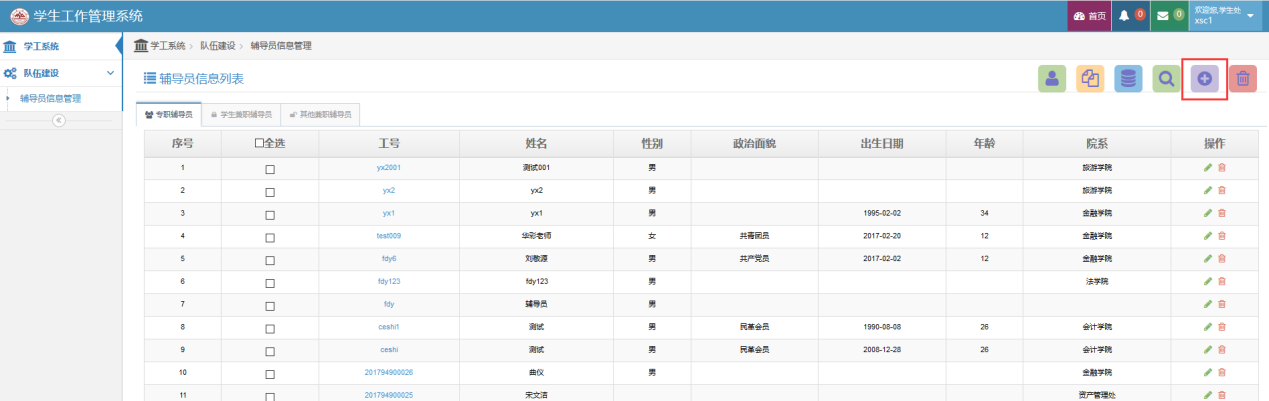 学生工作管理系统
首页 0 0 欢迎您,学生处
xsc1
学工系统
队伍建设
辅导员信息管理
学工系统 > 队伍建设 > 辅导员信息管理
辅导员信息列表
专职辅导员 学生兼职辅导员 其他兼职辅导员
序号 全选 工号 姓名 性别 政治面貌 出生日期 年龄 院系 操作
1 yx2001 测试001 男 旅游学院
2 yx2 yx2 男 旅游学院
3 yx1 yx1 男 1995-02-02 34 金融学院
4 test009 华彩老师 女 共青团员 2017-02-20 12 金融学院
5 fdy6 刘敬源 男 共产党员 2017-02-02 12 金融学院
6 fdy123 fdy123 男 法学院
7 fdy 辅导员 男
8 ceshi1 测试 男 民革会员 1990-08-08 26 会计学院
9 ceshi 测试 男 民革会员 2008-12-28 26 会计学院
10 201794900026 曲仪 男 金融学院
11 201794900025 宋文洁 资产管理处